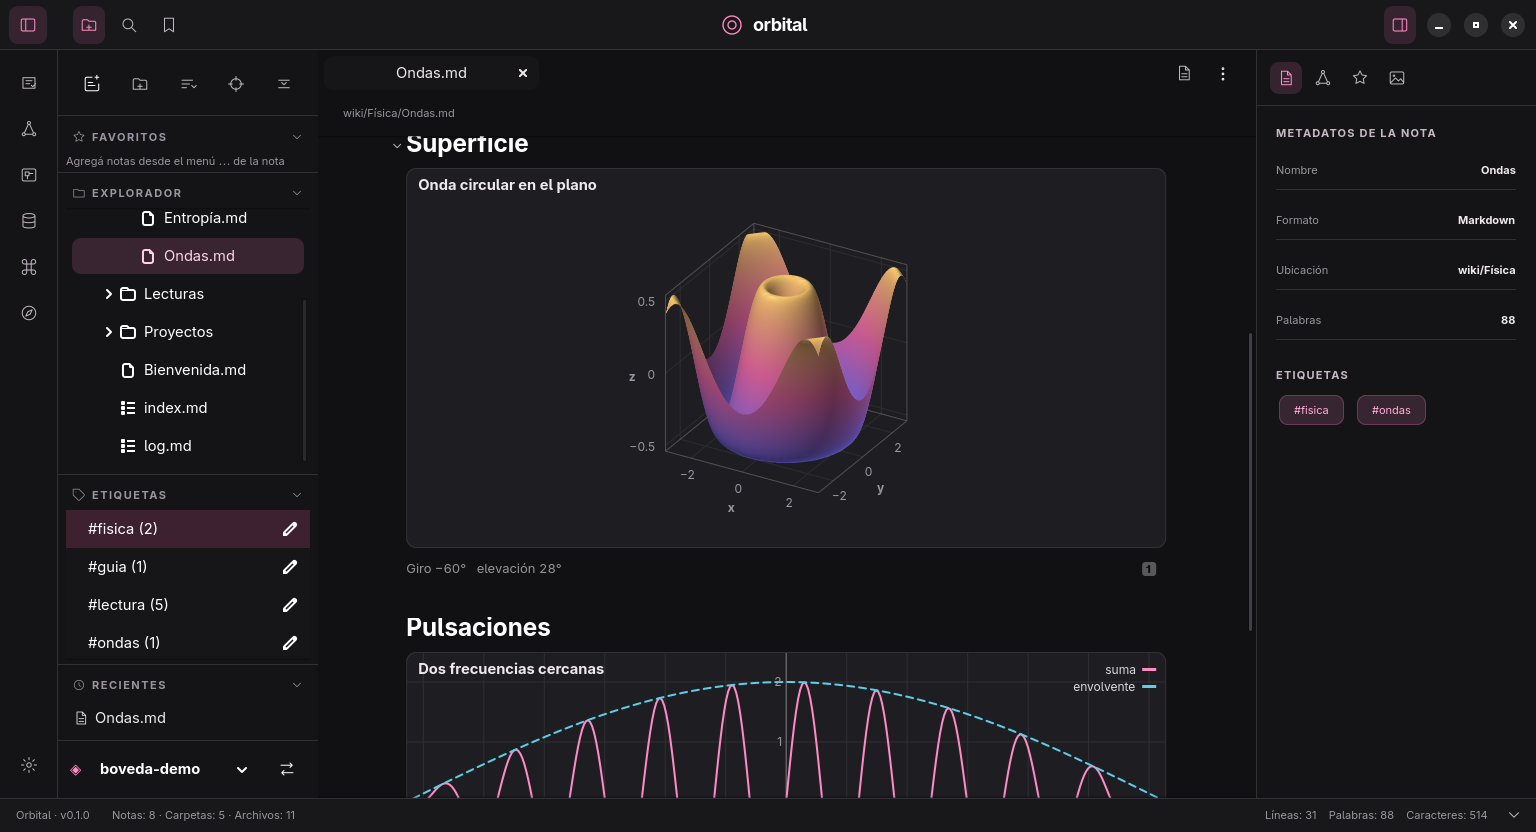 orbital
Ondas.md
wiki/Física/Ondas.md
FAVORITOS
Agregá notas desde el menú … de la nota
EXPLORADOR
Entropía.md
Ondas.md
Lecturas
Proyectos
Bienvenida.md
index.md
log.md
ETIQUETAS
#fisica (2)
#guia (1)
#lectura (5)
#ondas (1)
RECIENTES
Ondas.md
boveda-demo
Superficie
Onda circular en el plano
0.5
0
−0.5
z
−2
0
2
x
−2
0
2
y
Giro −60° elevación 28°
1
Pulsaciones
Dos frecuencias cercanas
suma
envolvente
2
1
METADATOS DE LA NOTA
Nombre Ondas
Formato Markdown
Ubicación wiki/Física
Palabras 88
ETIQUETAS
#fisica #ondas
Orbital · v0.1.0 Notas: 8 · Carpetas: 5 · Archivos: 11
Líneas: 31 Palabras: 88 Caracteres: 514